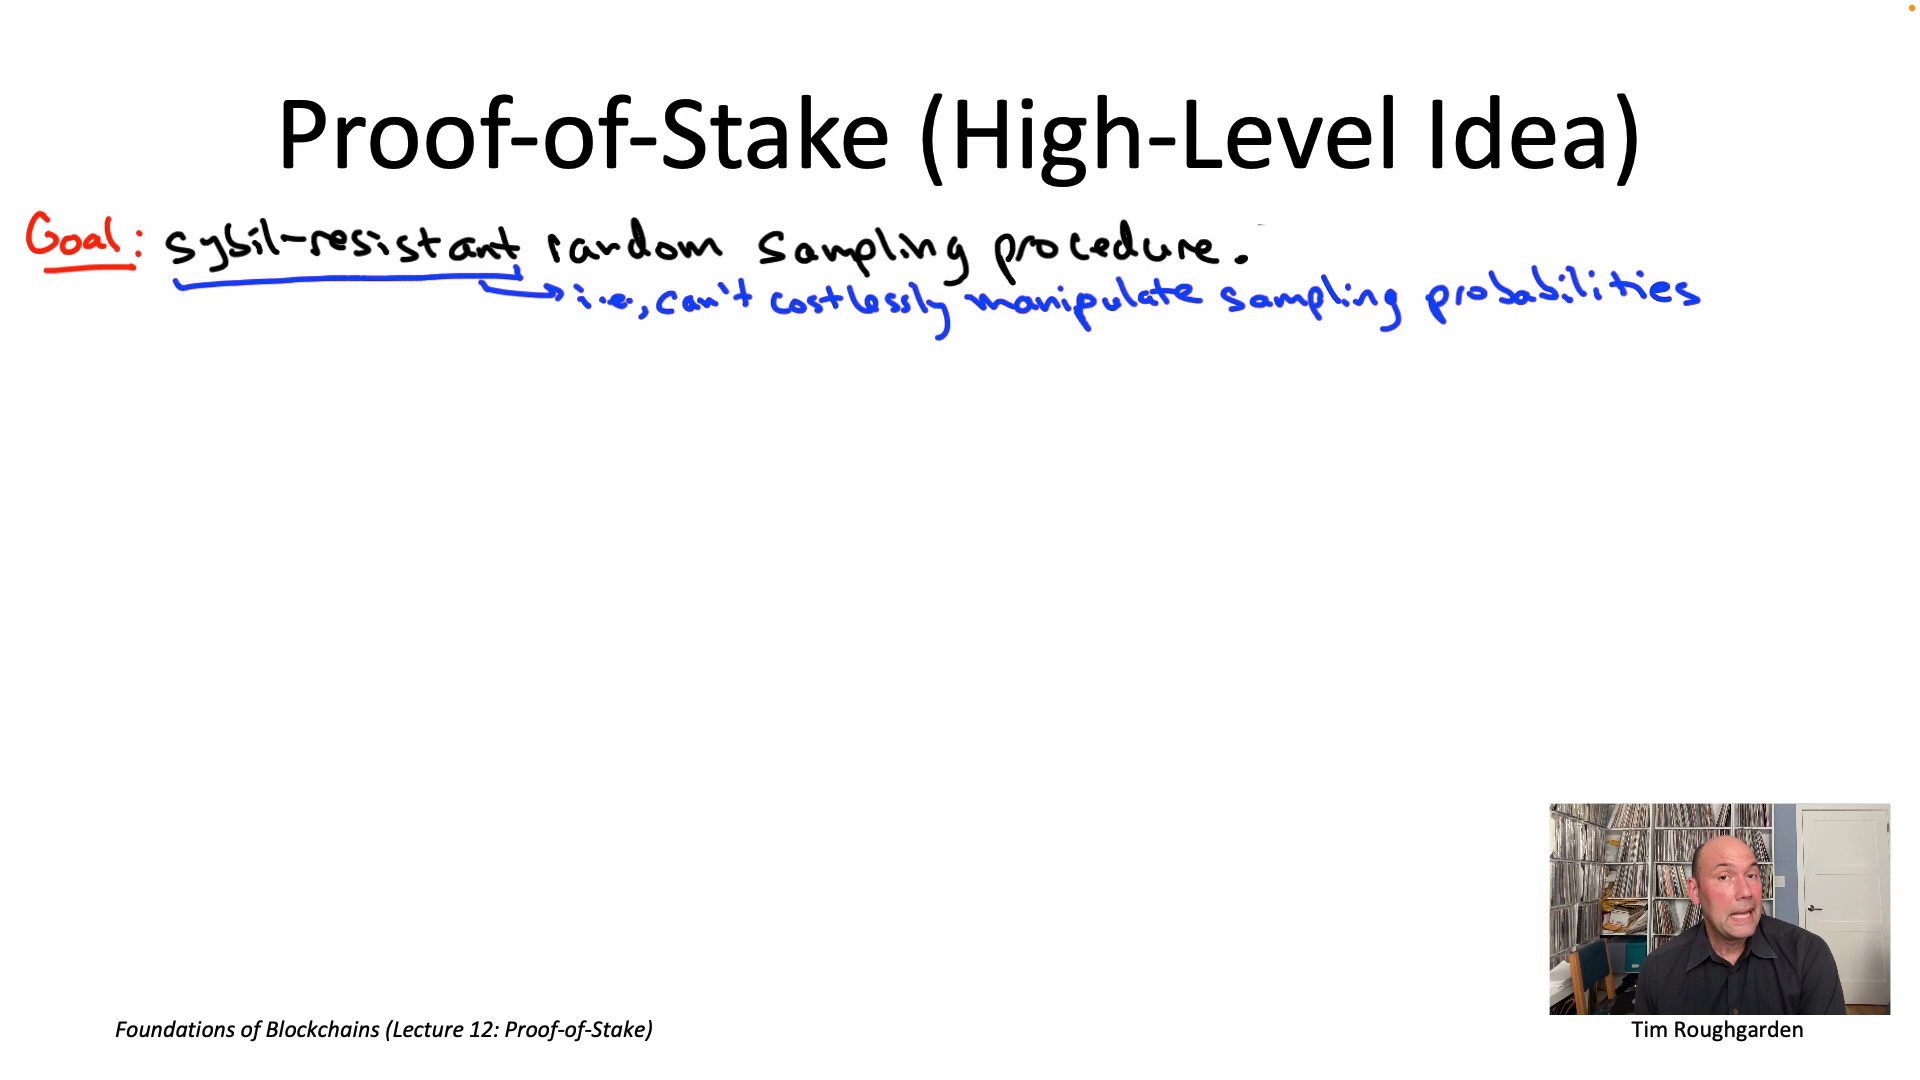 Proof-of-Stake (High-Level Idea)
Goal: sybil-resistant random sampling procedure.
i.e., can't costlessly manipulate sampling probabilities
Foundations of Blockchains (Lecture 12: Proof-of-Stake)
Tim Roughgarden